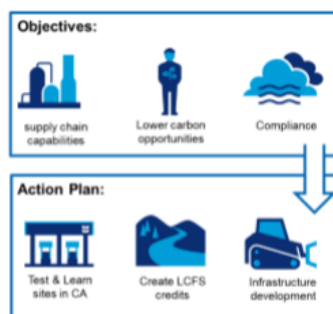 Objectives:
supply chain
capabilities
Lower carbon
opportunities
Compliance
Action Plan:
Test & Learn
sites in CA
Create LCFS
credits
Infrastructure
development